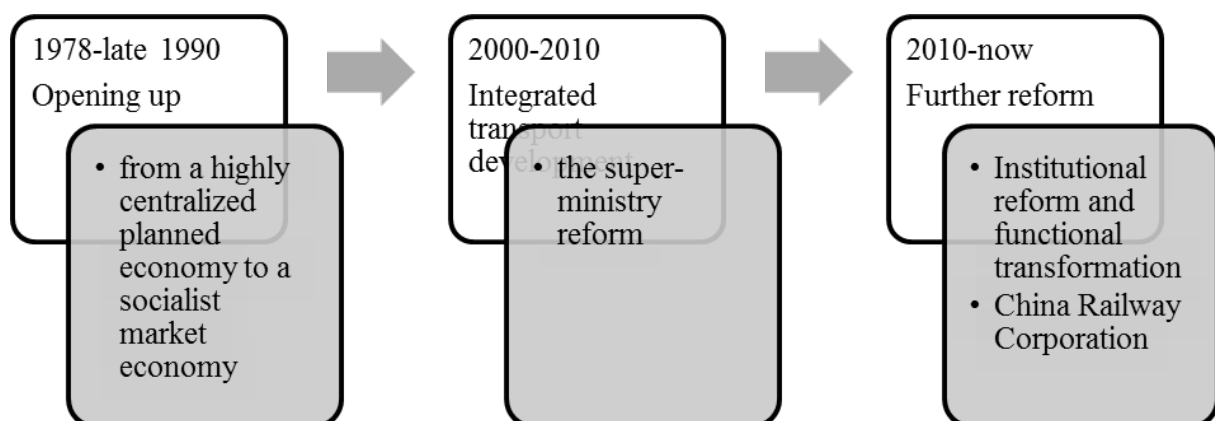 1978-late 1990
Opening up
• from a highly
centralized
planned
economy to a
socialist
market
economy
2000-2010
Integrated
transport
development
• the super-
ministry
reform
2010-now
Further reform
• Institutional
reform and
functional
transformation
• China Railway
Corporation